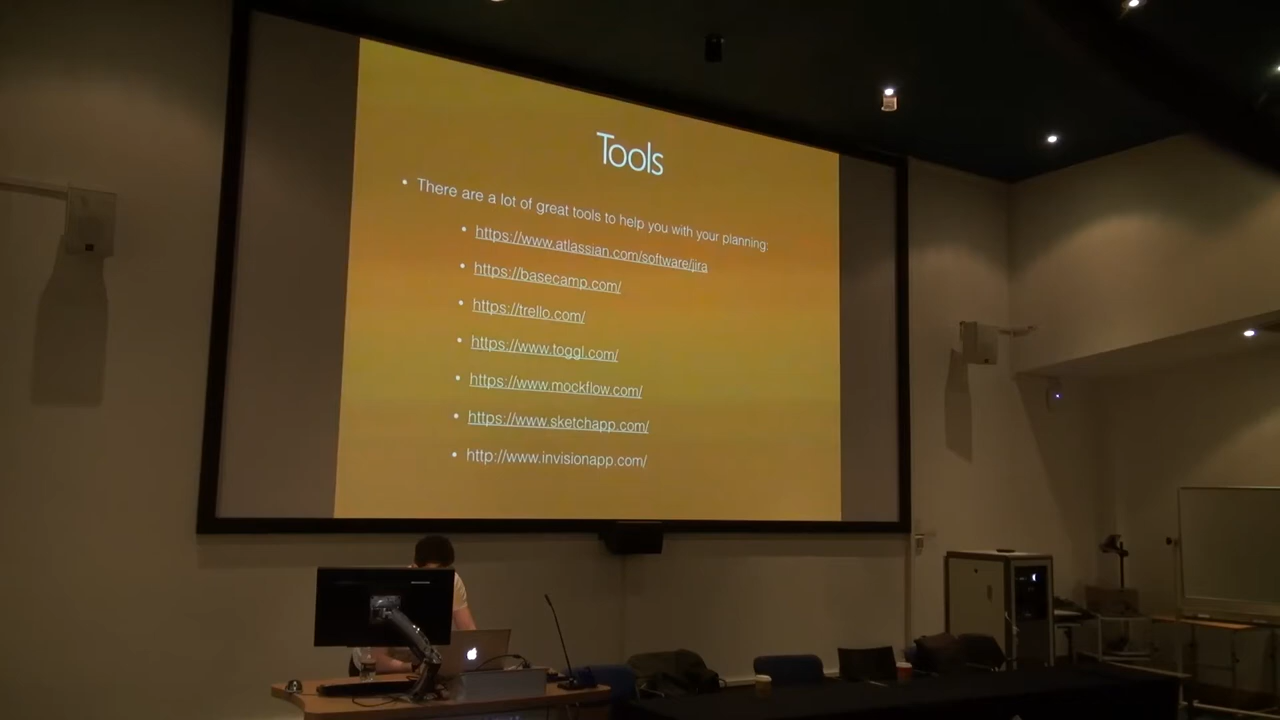 Tools
• There are a lot of great tools to help you with your planning:
• https://www.atlassian.com/software/jira
• https://basecamp.com/
• https://trello.com/
• https://www.toggl.com/
• https://www.mockflow.com/
• https://www.sketchapp.com/
• http://www.invisionapp.com/